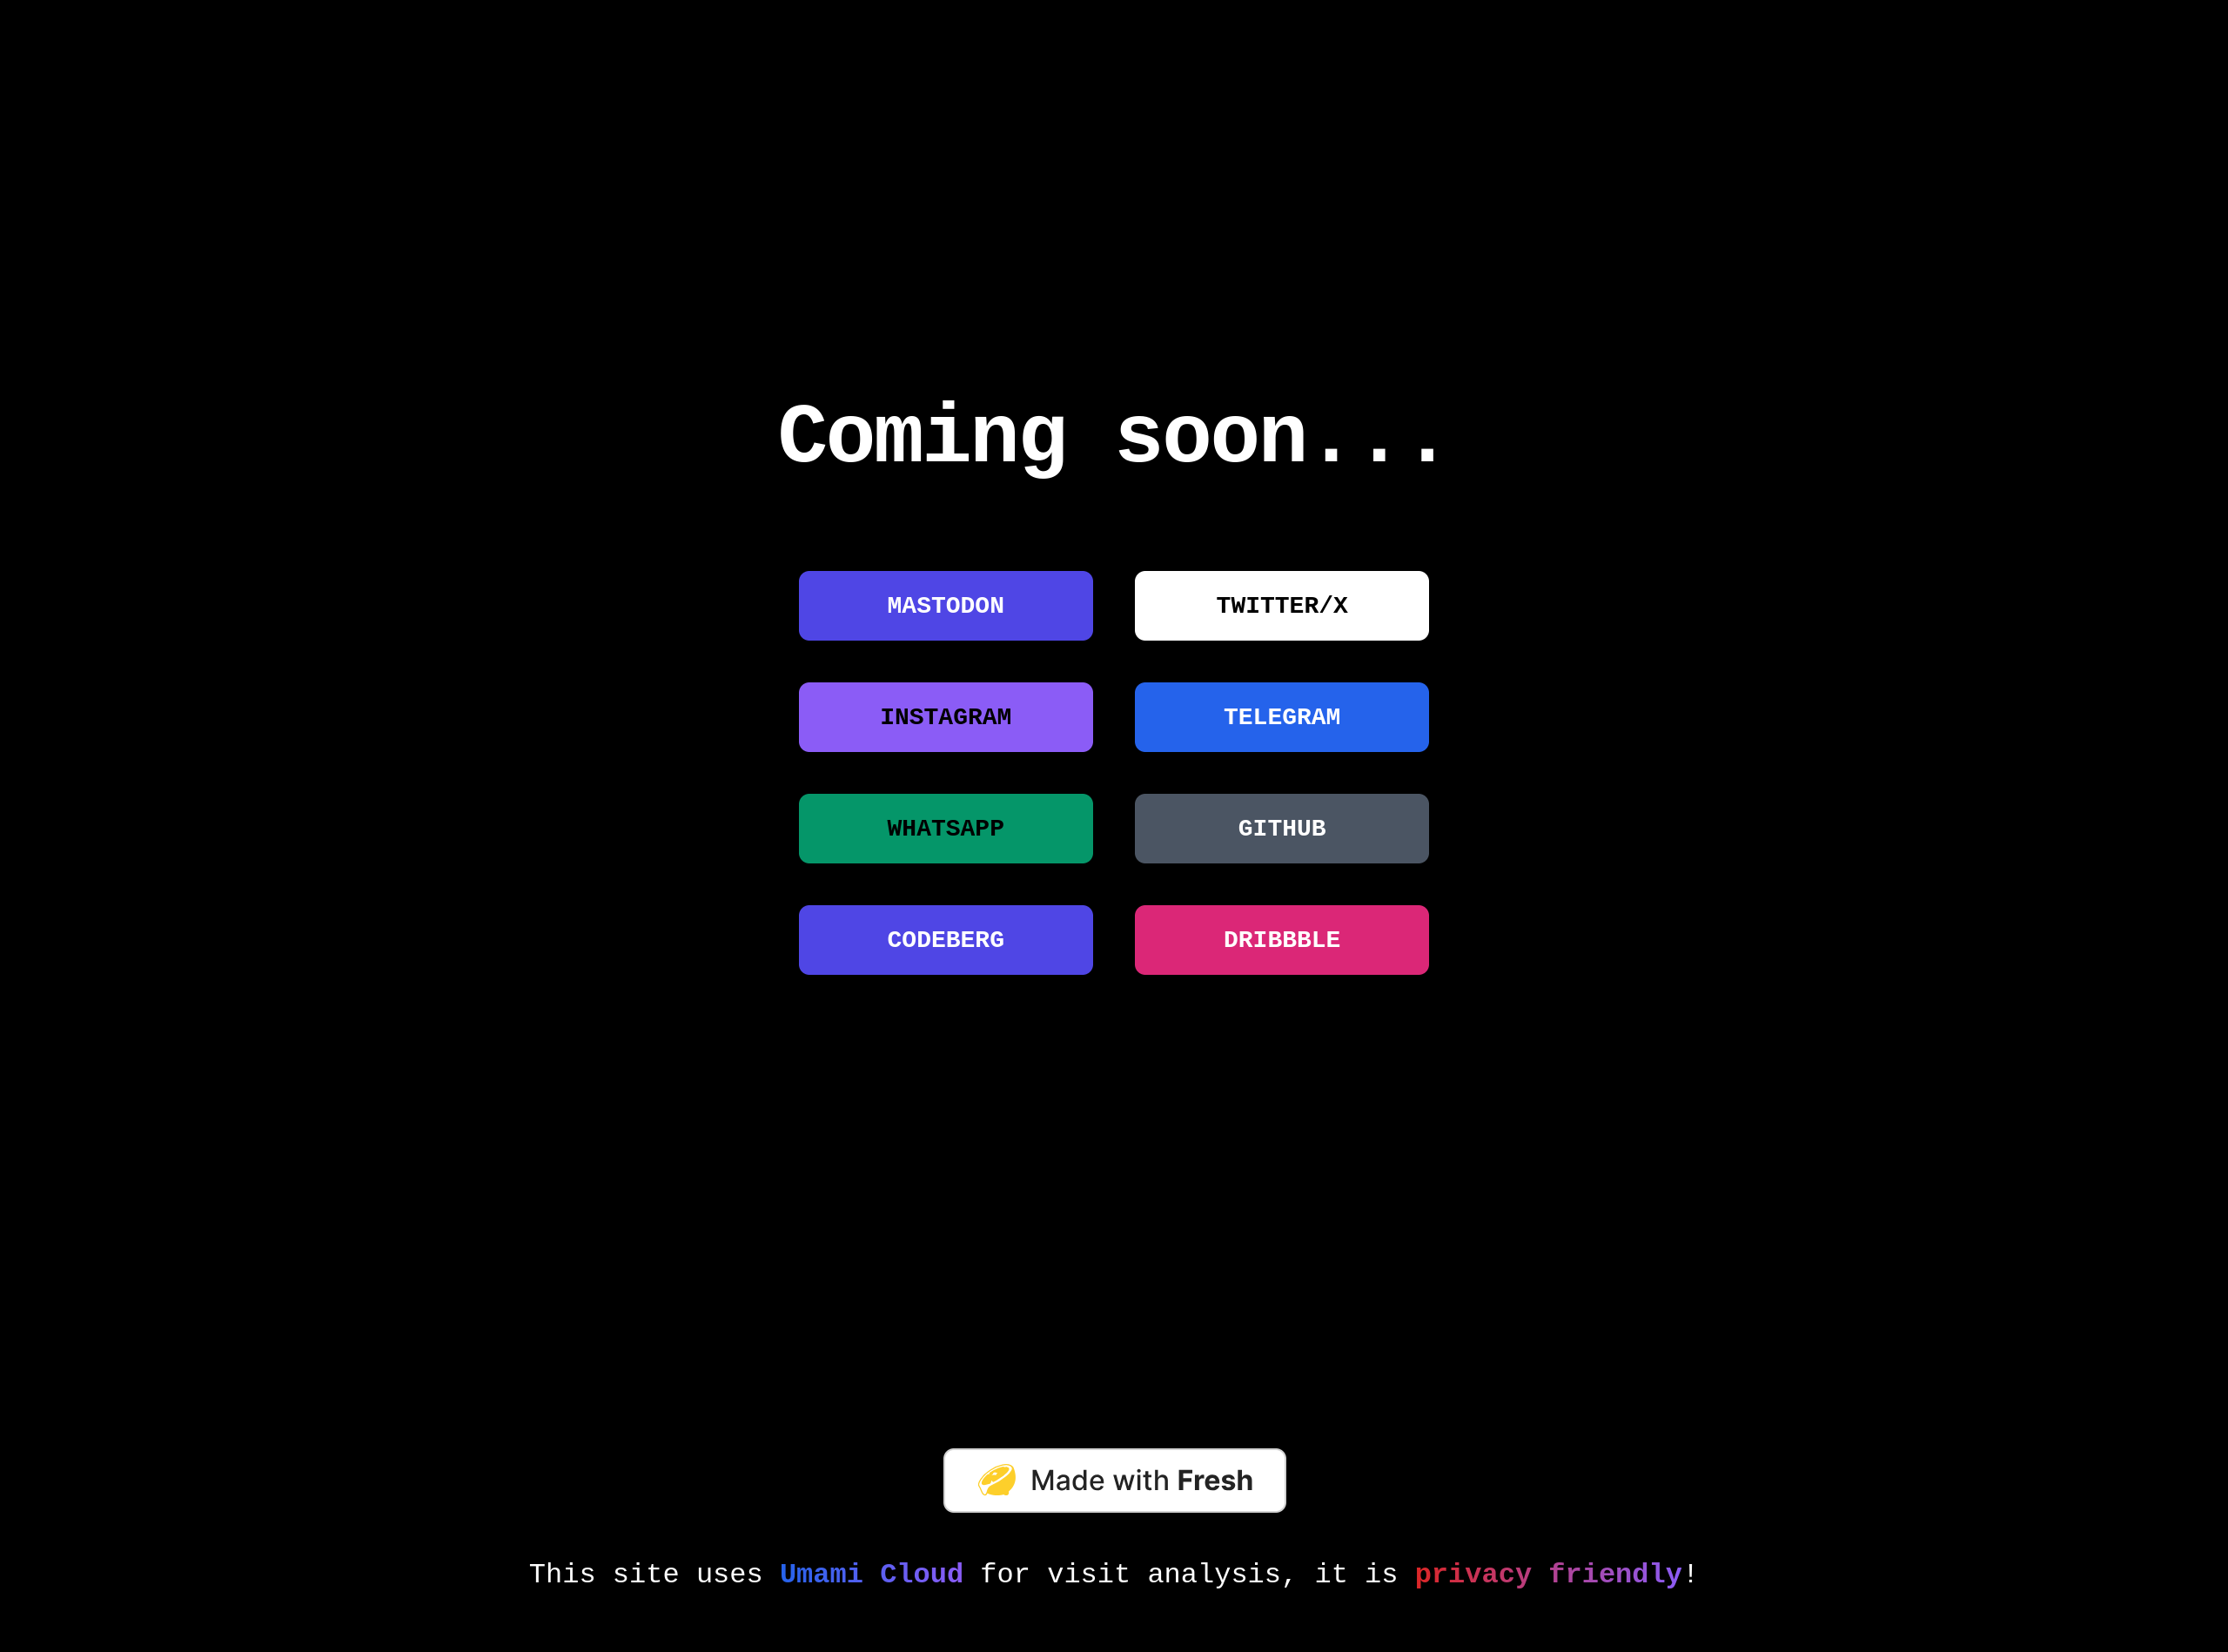 Coming soon...
MASTODON
TWITTER/X
INSTAGRAM
TELEGRAM
WHATSAPP
GITHUB
CODEBERG
DRIBBBLE
Made with Fresh
This site uses Umami Cloud for visit analysis, it is privacy friendly!